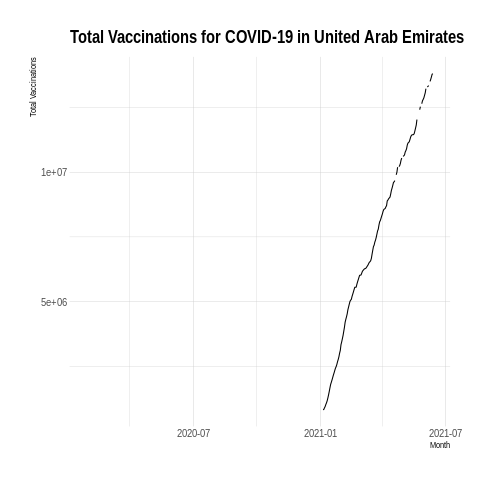 Total Vaccinations for COVID-19 in United Arab Emirates
Total Vaccinations
1e+07
5e+06
2020-07
2021-01
2021-07
Month